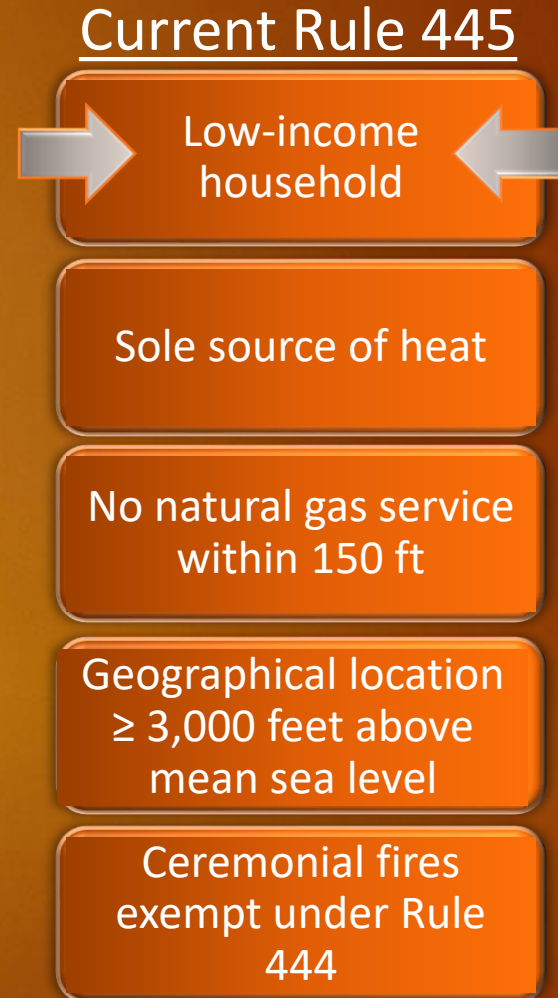 Current Rule 445
Low-income
household
Sole source of heat
No natural gas service
within 150 ft
Geographical location
≥ 3,000 feet above
mean sea level
Ceremonial fires
exempt under Rule
444